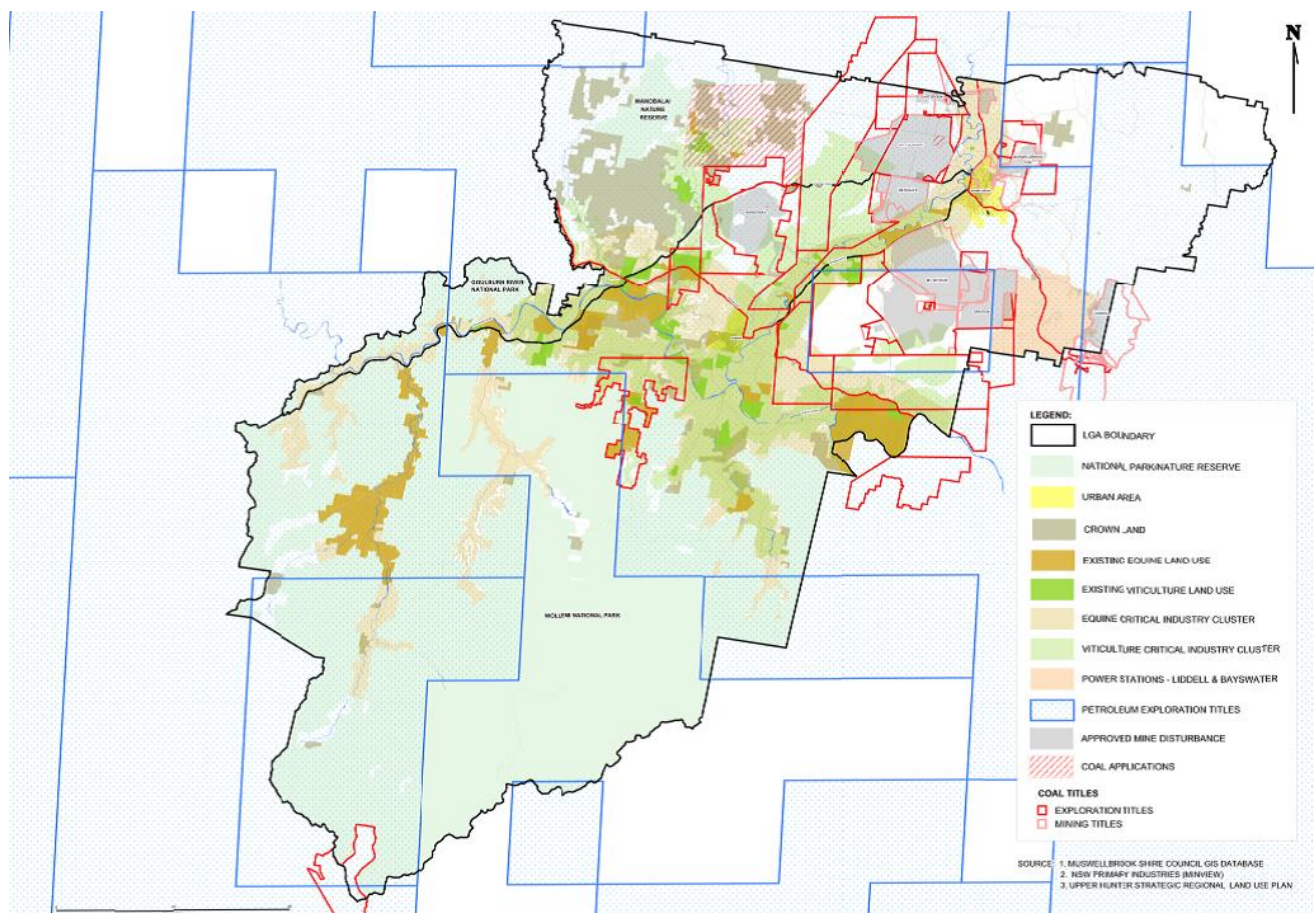 N
MANOBALAI
NATURE
RESERVE
GOULBURN RIVER
NATIONAL PARK
WOLLEMI NATIONAL PARK
LEGEND:
LGA BOUNDARY
NATIONAL PARK/NATURE RESERVE
URBAN AREA
CROWN LAND
EXISTING EQUINE LAND USE
EXISTING VITICULTURE LAND USE
EQUINE CRITICAL INDUSTRY CLUSTER
VITICULTURE CRITICAL INDUSTRY CLUSTER
POWER STATIONS - LIDDELL & BAYSWATER
PETROLEUM EXPLORATION TITLES
APPROVED MINE DISTURBANCE
COAL APPLICATIONS
COAL TITLES
EXPLORATION TITLES
MINING TITLES
SOURCE: 1. MUSWELLBROOK SHIRE COUNCIL GIS DATABASE
2. NSW PRIMARY INDUSTRIES (MINVIEW)
3. UPPER HUNTER STRATEGIC REGIONAL LAND USE PLAN